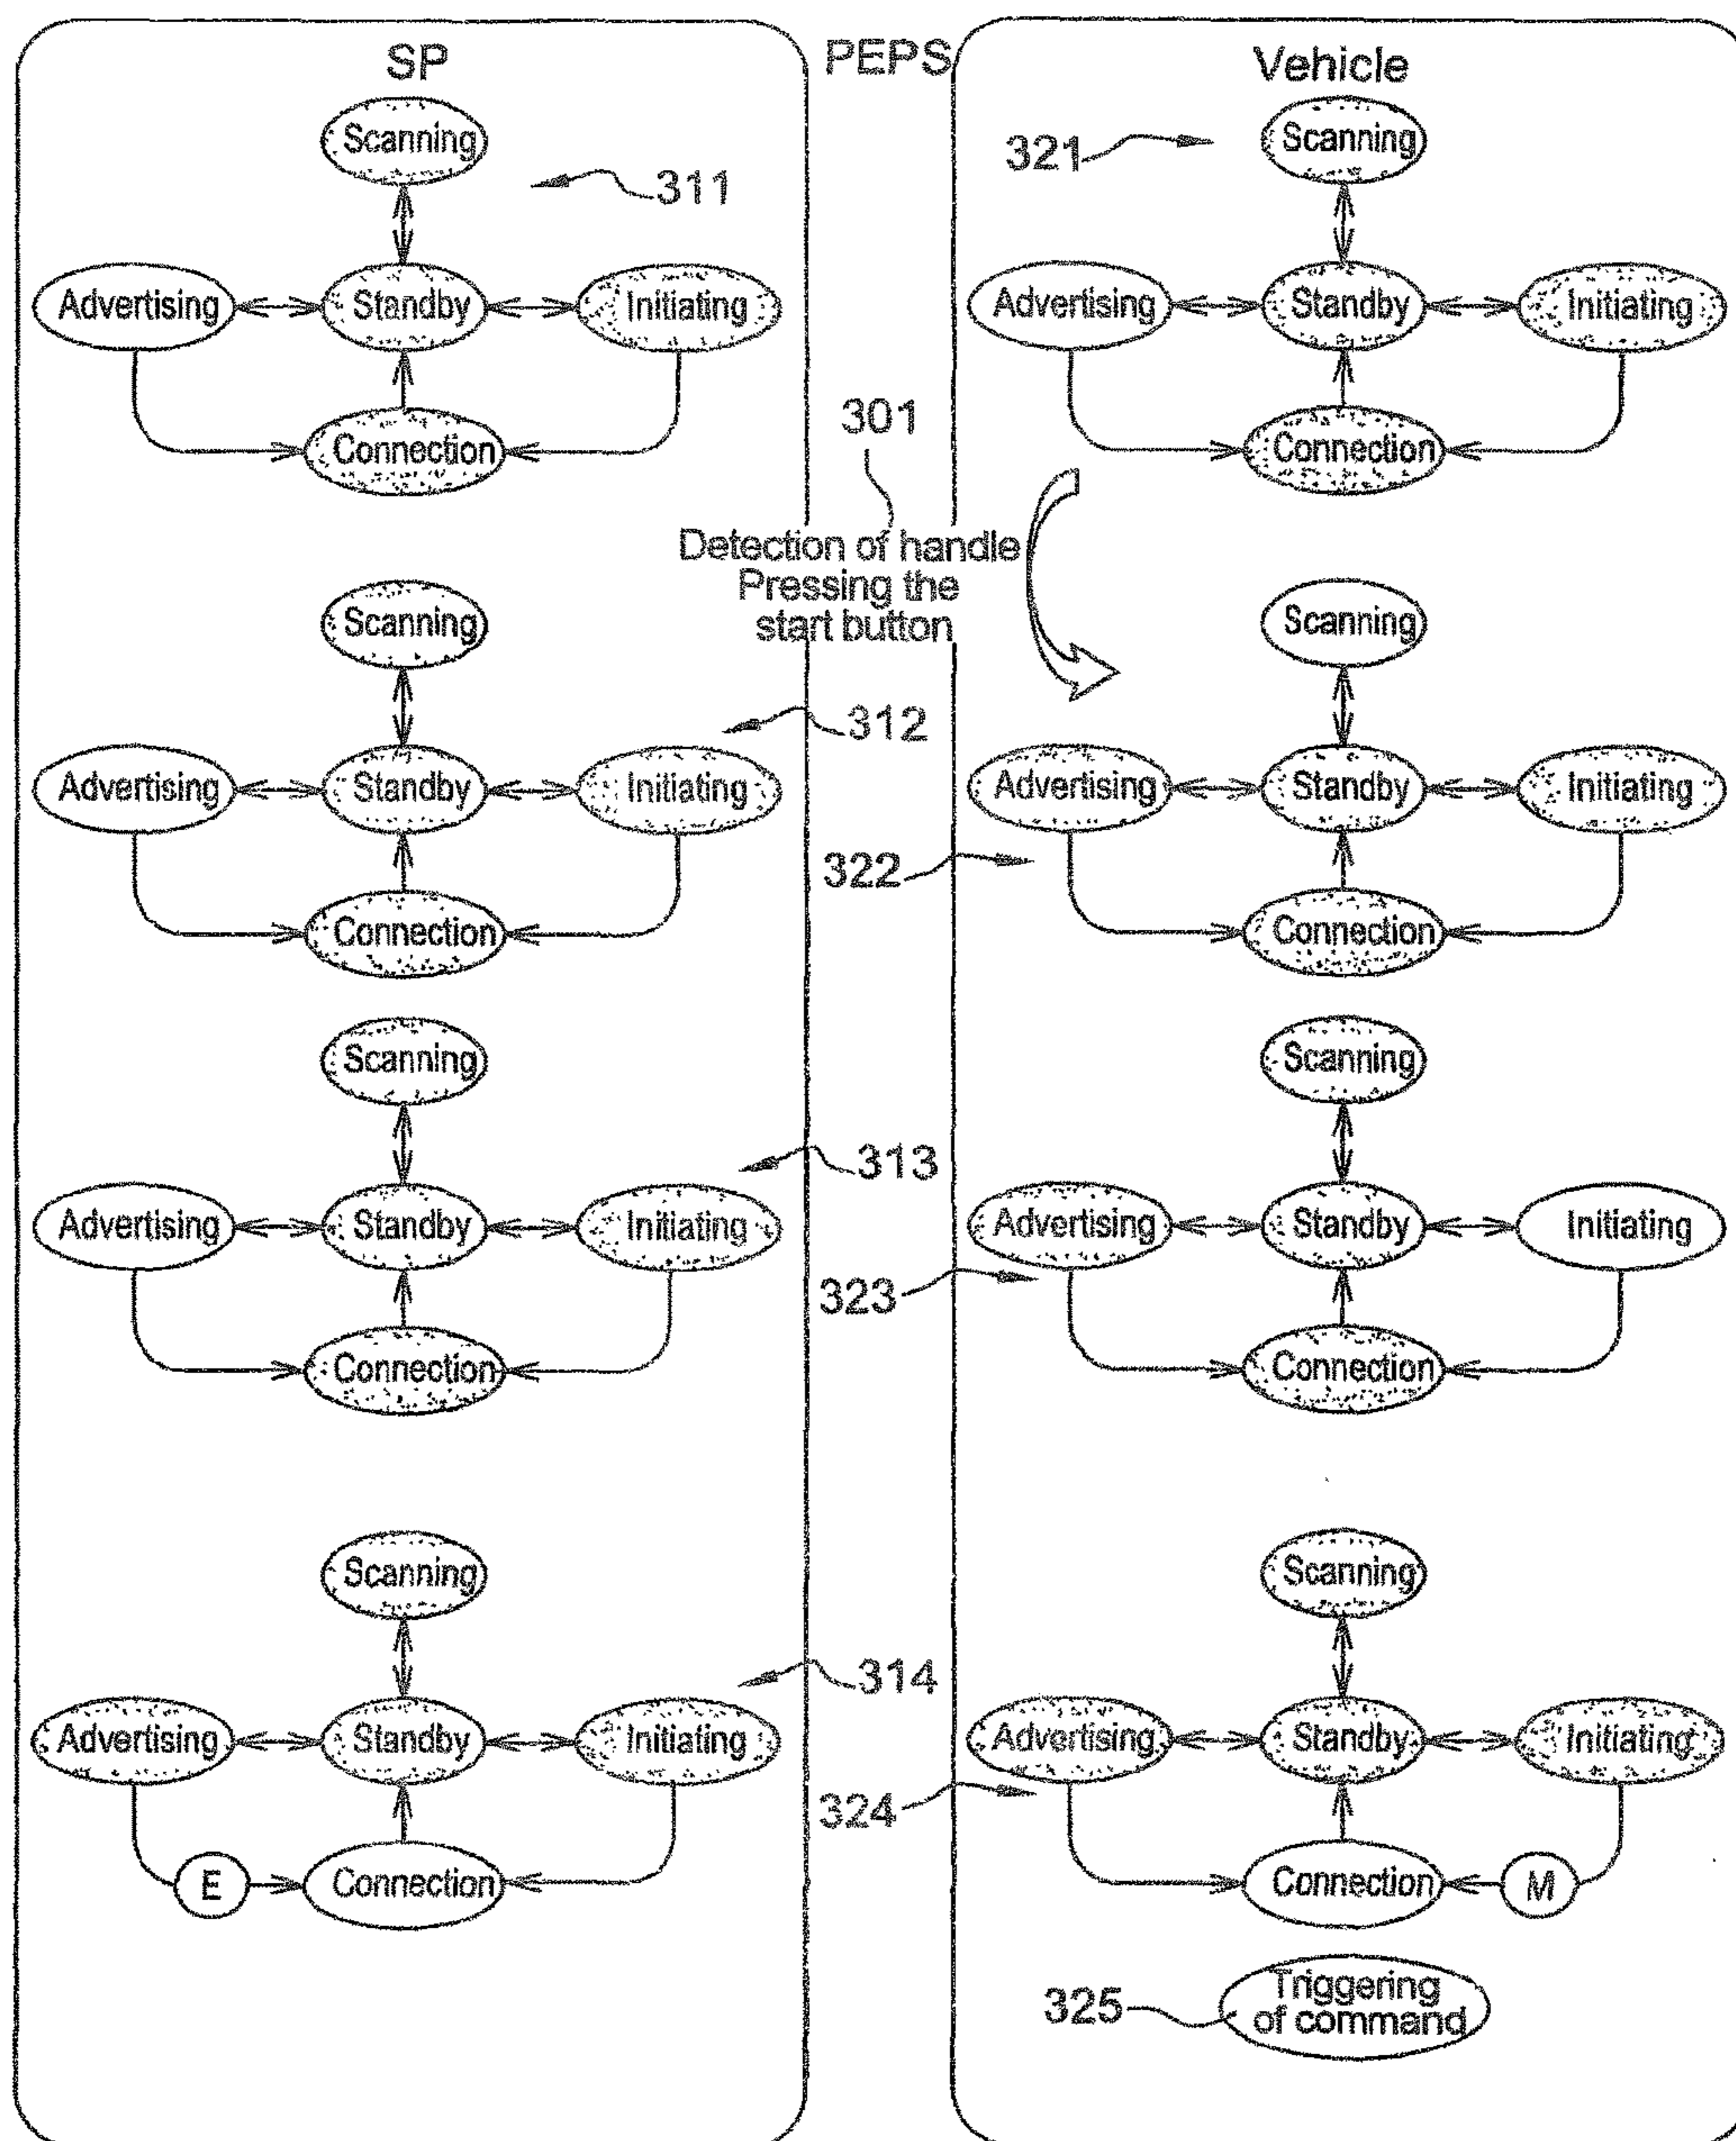 SP
PEPS
Vehicle
Scanning
311
Advertising
Standby
Initiating
Connection
321
Scanning
Advertising
Standby
Initiating
Connection
301
Detection of handle
Pressing the
start button
Scanning
312
Advertising
Standby
Initiating
Connection
Scanning
Advertising
Standby
Initiating
322
Connection
Scanning
313
Advertising
Standby
Initiating
Connection
Scanning
Advertising
Standby
Initiating
323
Connection
Scanning
314
Advertising
Standby
Initiating
E
Connection
Scanning
Advertising
Standby
Initiating
324
Connection
M
325
Triggering
of command